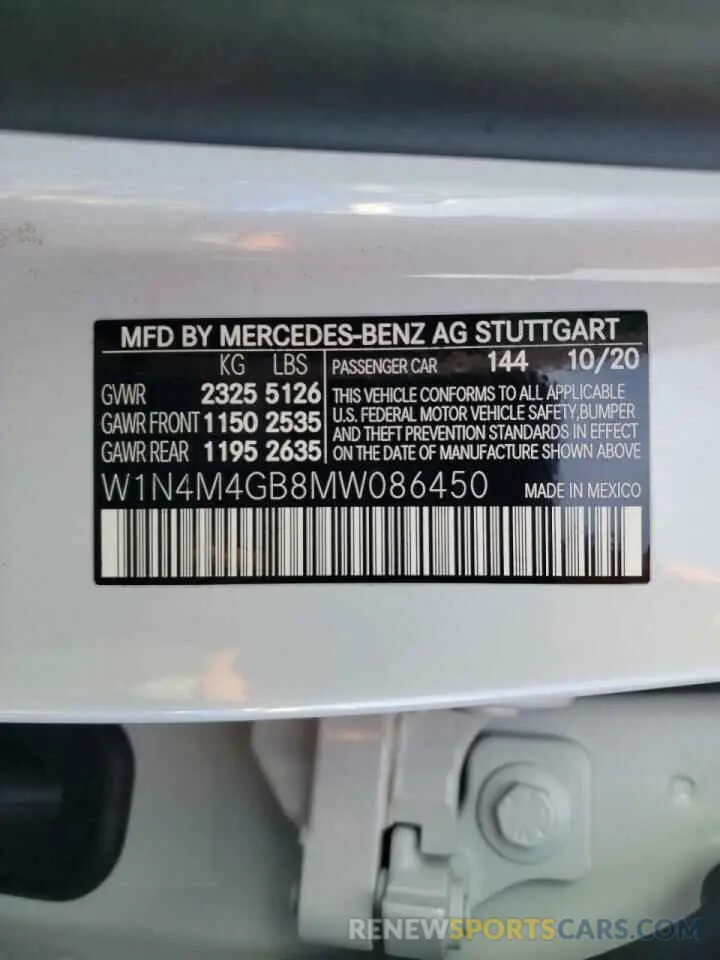 MFD BY MERCEDES-BENZ AG STUTTGART
KG LBS
GVWR 2325 5126
GAWR FRONT 1150 2535
GAWR REAR 1195 2635
PASSENGER CAR 144 10/20
THIS VEHICLE CONFORMS TO ALL APPLICABLE
U.S. FEDERAL MOTOR VEHICLE SAFETY,BUMPER
AND THEFT PREVENTION STANDARDS IN EFFECT
ON THE DATE OF MANUFACTURE SHOWN ABOVE
W1N4M4GB8MW086450 MADE IN MEXICO
RENEWSPORTSCARS.COM